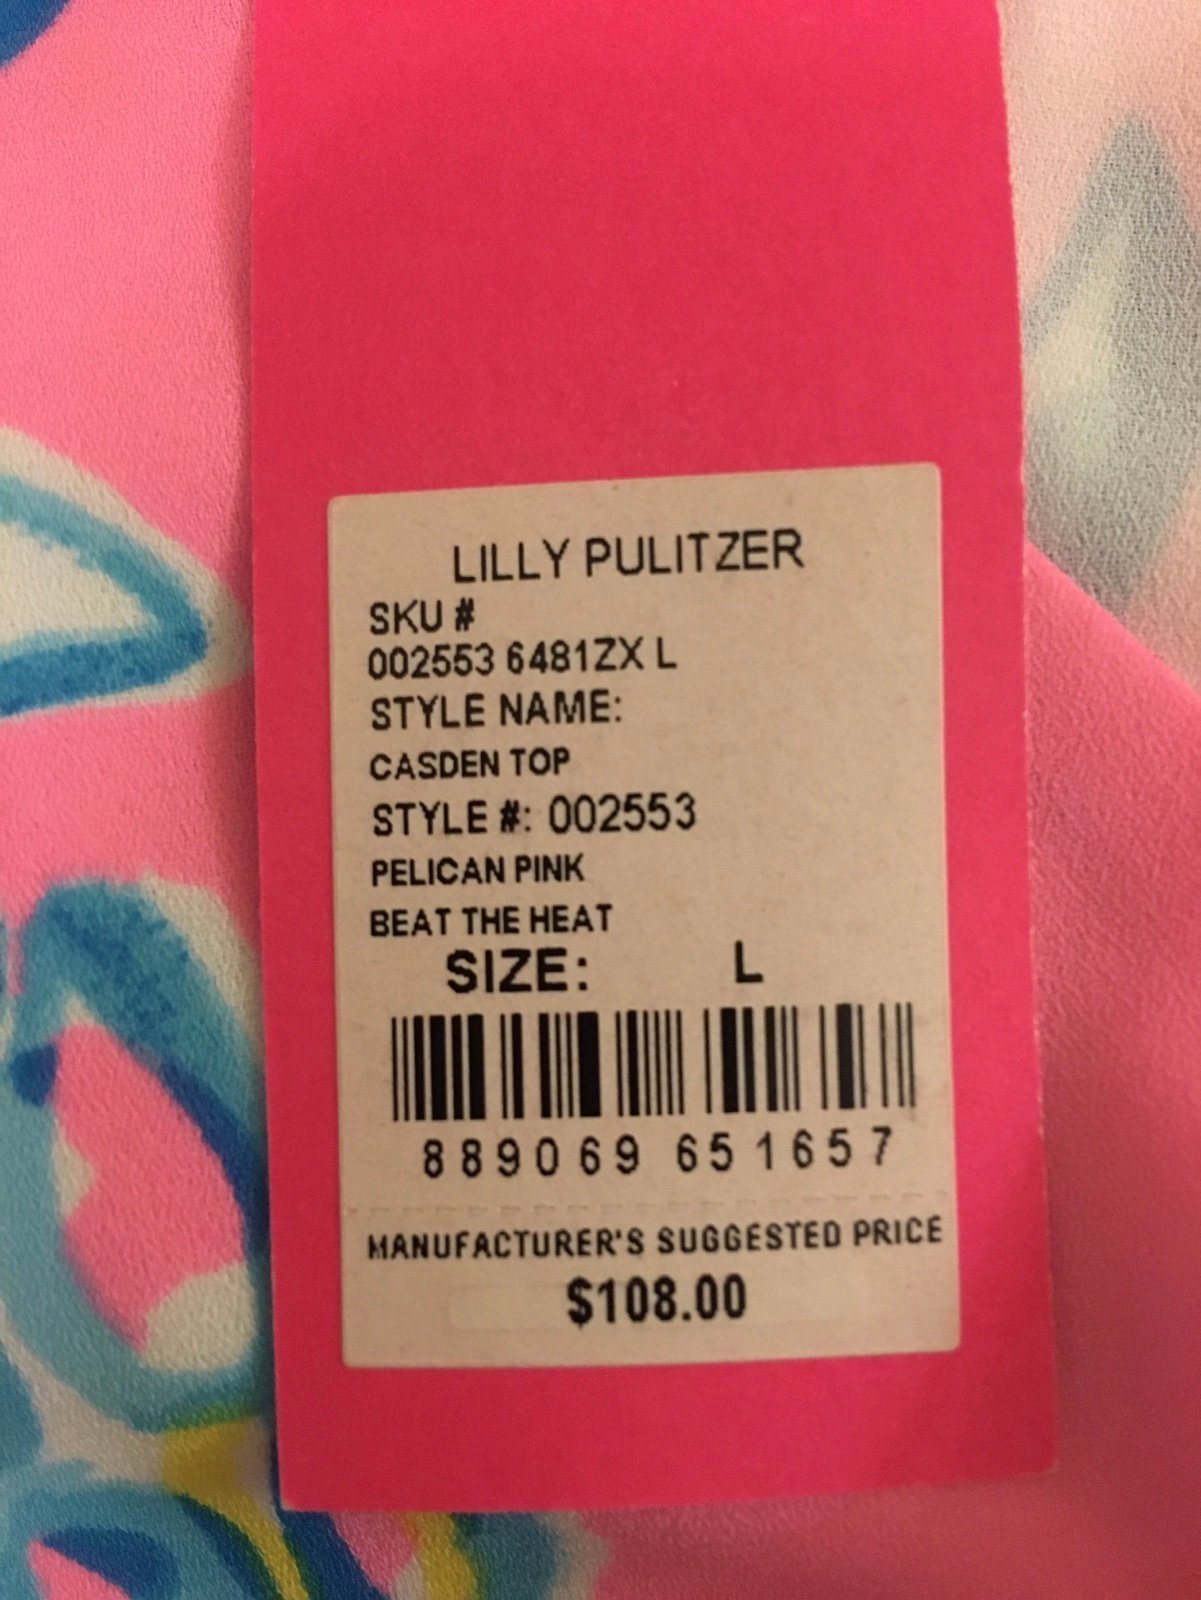 LILLY PULITZER
SKU #
002553 6481ZX L
STYLE NAME:
CASDEN TOP
STYLE #: 002553
PELICAN PINK
BEAT THE HEAT
SIZE: L
889069 651657
MANUFACTURER'S SUGGESTED PRICE
$108.00